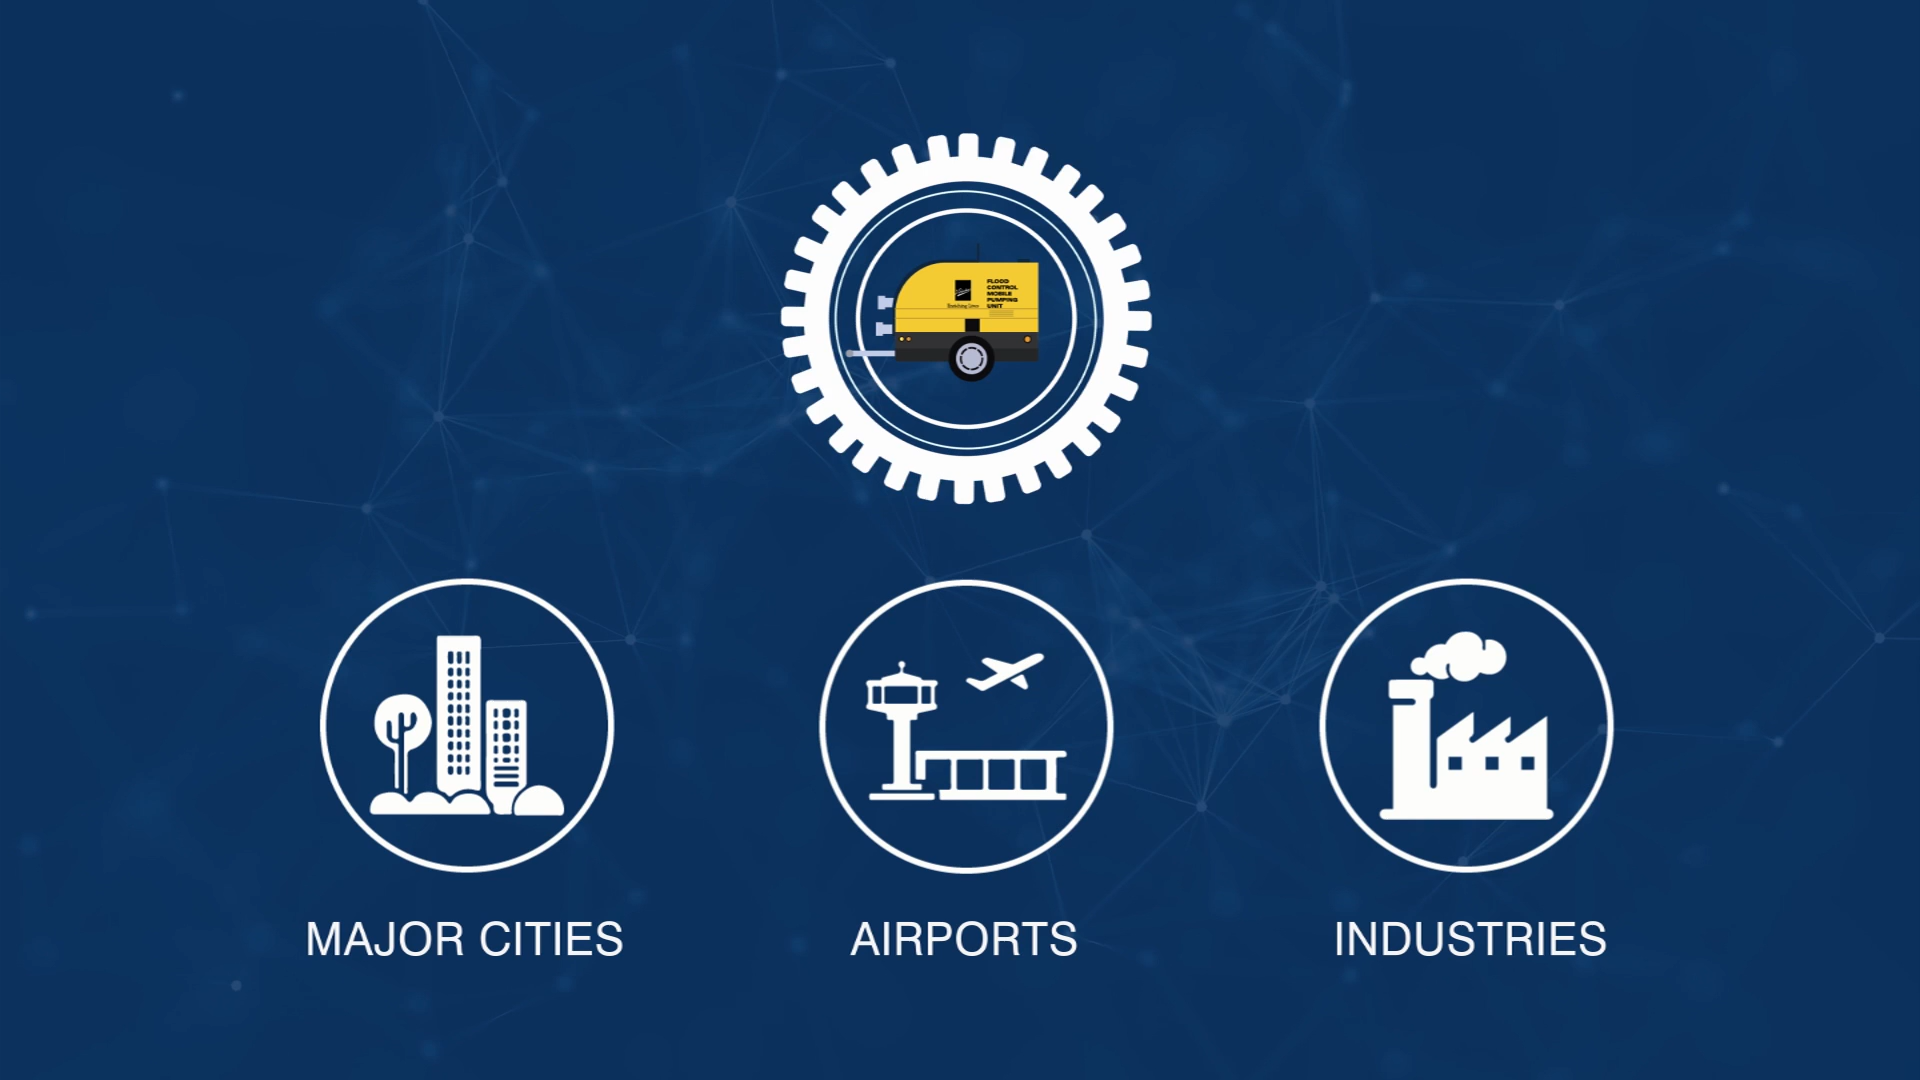 FLOOD
CONTROL
MOBILE
PUMPING
UNIT
MAJOR CITIES
AIRPORTS
INDUSTRIES